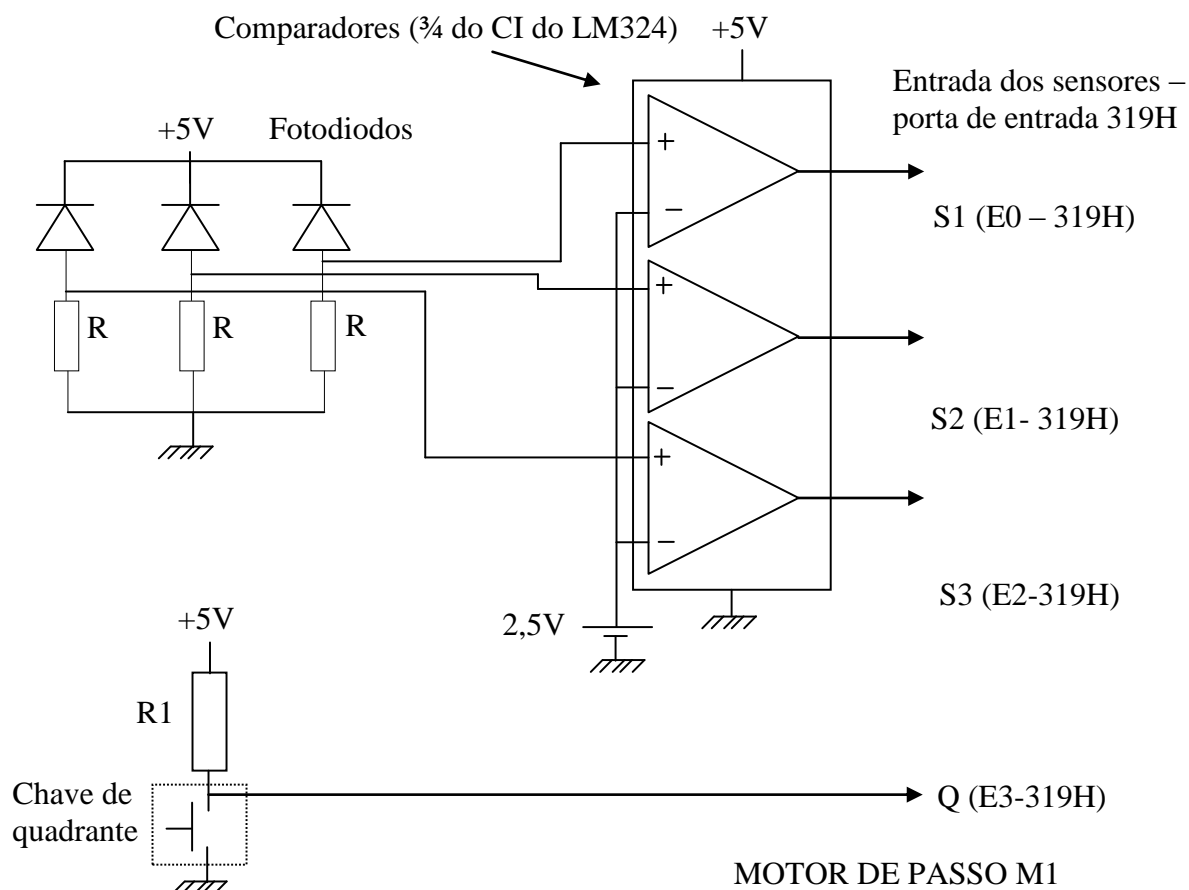 Comparadores (¾ do CI do LM324)
+5V
Entrada dos sensores –
porta de entrada 319H
+5V
Fotodiodos
+
−
S1 (E0 – 319H)
+
R
R
R
−
S2 (E1- 319H)
+
−
S3 (E2-319H)
+5V
2,5V
R1
Chave de
quadrante
Q (E3-319H)
MOTOR DE PASSO M1